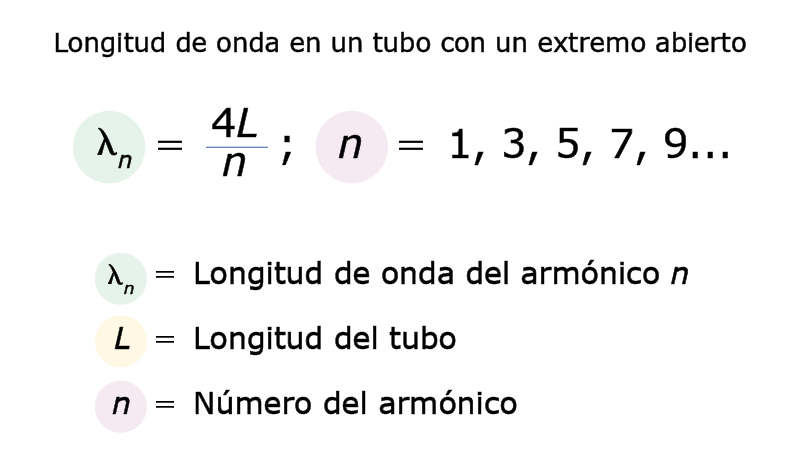 Longitud de onda en un tubo con un extremo abierto
λn = 4L/n ; n = 1, 3, 5, 7, 9...
λn = Longitud de onda del armónico n
L = Longitud del tubo
n = Número del armónico